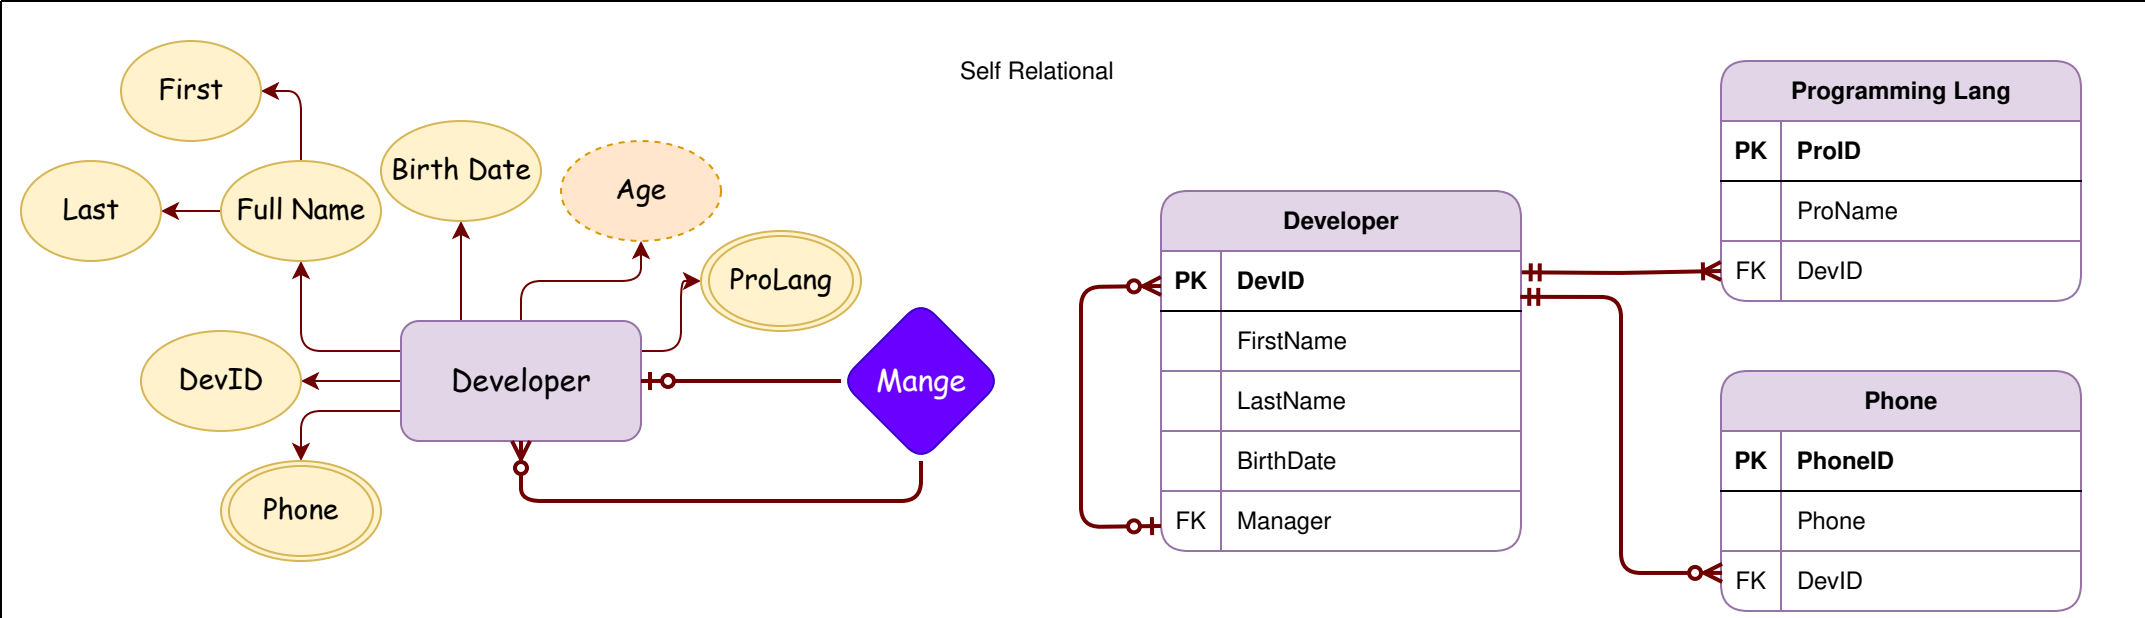 Self Relational
First
Last
Full Name
Birth Date
Age
ProLang
DevID
Developer
Mange
Phone
Developer
PK DevID
FirstName
LastName
BirthDate
FK Manager
Programming Lang
PK ProID
ProName
FK DevID
Phone
PK PhoneID
Phone
FK DevID